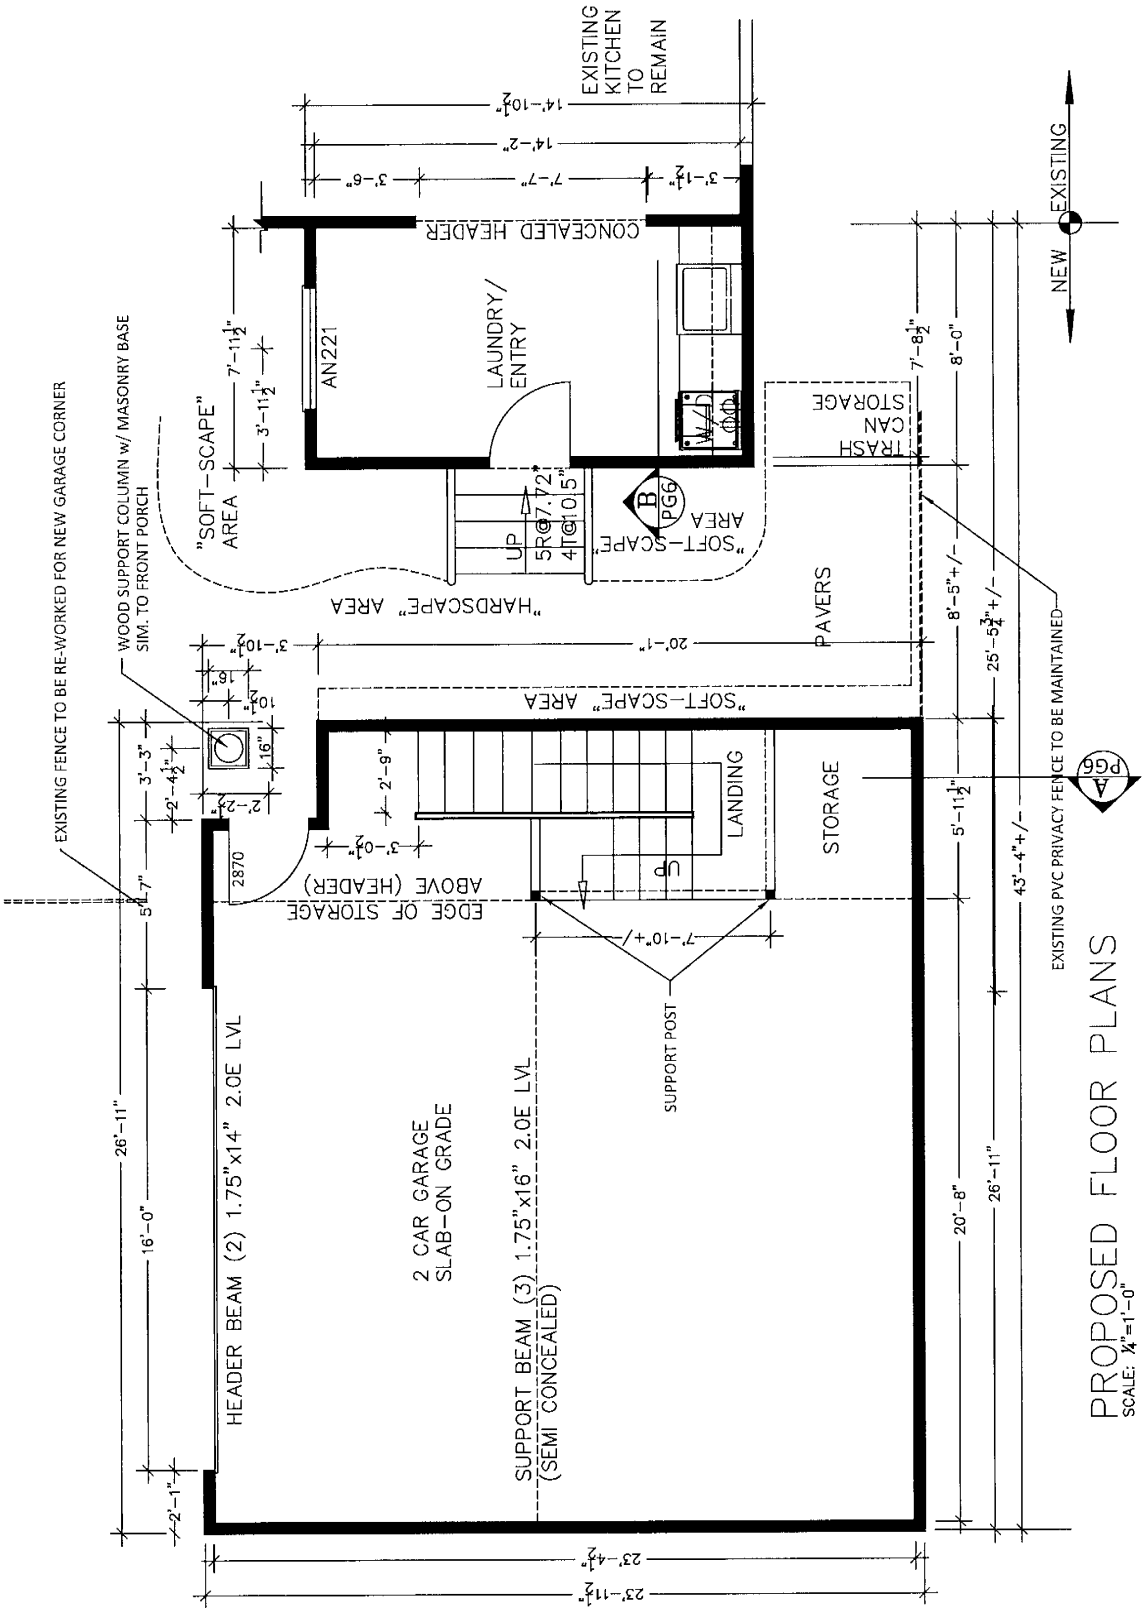 EXISTING FENCE TO BE RE-WORKED FOR NEW GARAGE CORNER
WOOD SUPPORT COLUMN w/ MASONRY BASE
SIM. TO FRONT PORCH
26'-11"
16'-0"
5'-7"
3'-3"
2'-1"
2'-4½"
2'-2½"
16"
16"
10½"
3'-10½"
20'-1"
"SOFT-SCAPE"
AREA
7'-11½"
3'-11½"
AN221
LAUNDRY/
ENTRY
CONCEALED HEADER
W/D
3'-6"
7'-7"
3'-1½"
14'-2"
14'-10½"
EXISTING
KITCHEN
TO
REMAIN
UP
5R@7.72"
4T@10.5"
B
PG6
"SOFT-SCAPE"
AREA
"HARDSCAPE" AREA
TRASH
CAN
STORAGE
PAVERS
"SOFT-SCAPE" AREA
2870
HEADER BEAM (2) 1.75"x14" 2.0E LVL
2 CAR GARAGE
SLAB-ON GRADE
SUPPORT BEAM (3) 1.75"x16" 2.0E LVL
(SEMI CONCEALED)
EDGE OF STORAGE
ABOVE (HEADER)
3'-0½"
2'-9"
UP
LANDING
STORAGE
7'-10"+/-
SUPPORT POST
23'-4½"
23'-11½"
20'-8"
5'-11½"
8'-5"+/-
8'-0"
7'-8½"
26'-11"
25'-5¾"+/-
43'-4"+/-
EXISTING PVC PRIVACY FENCE TO BE MAINTAINED
A
PG6
NEW
EXISTING
PROPOSED FLOOR PLANS
SCALE: ¼"=1'-0"